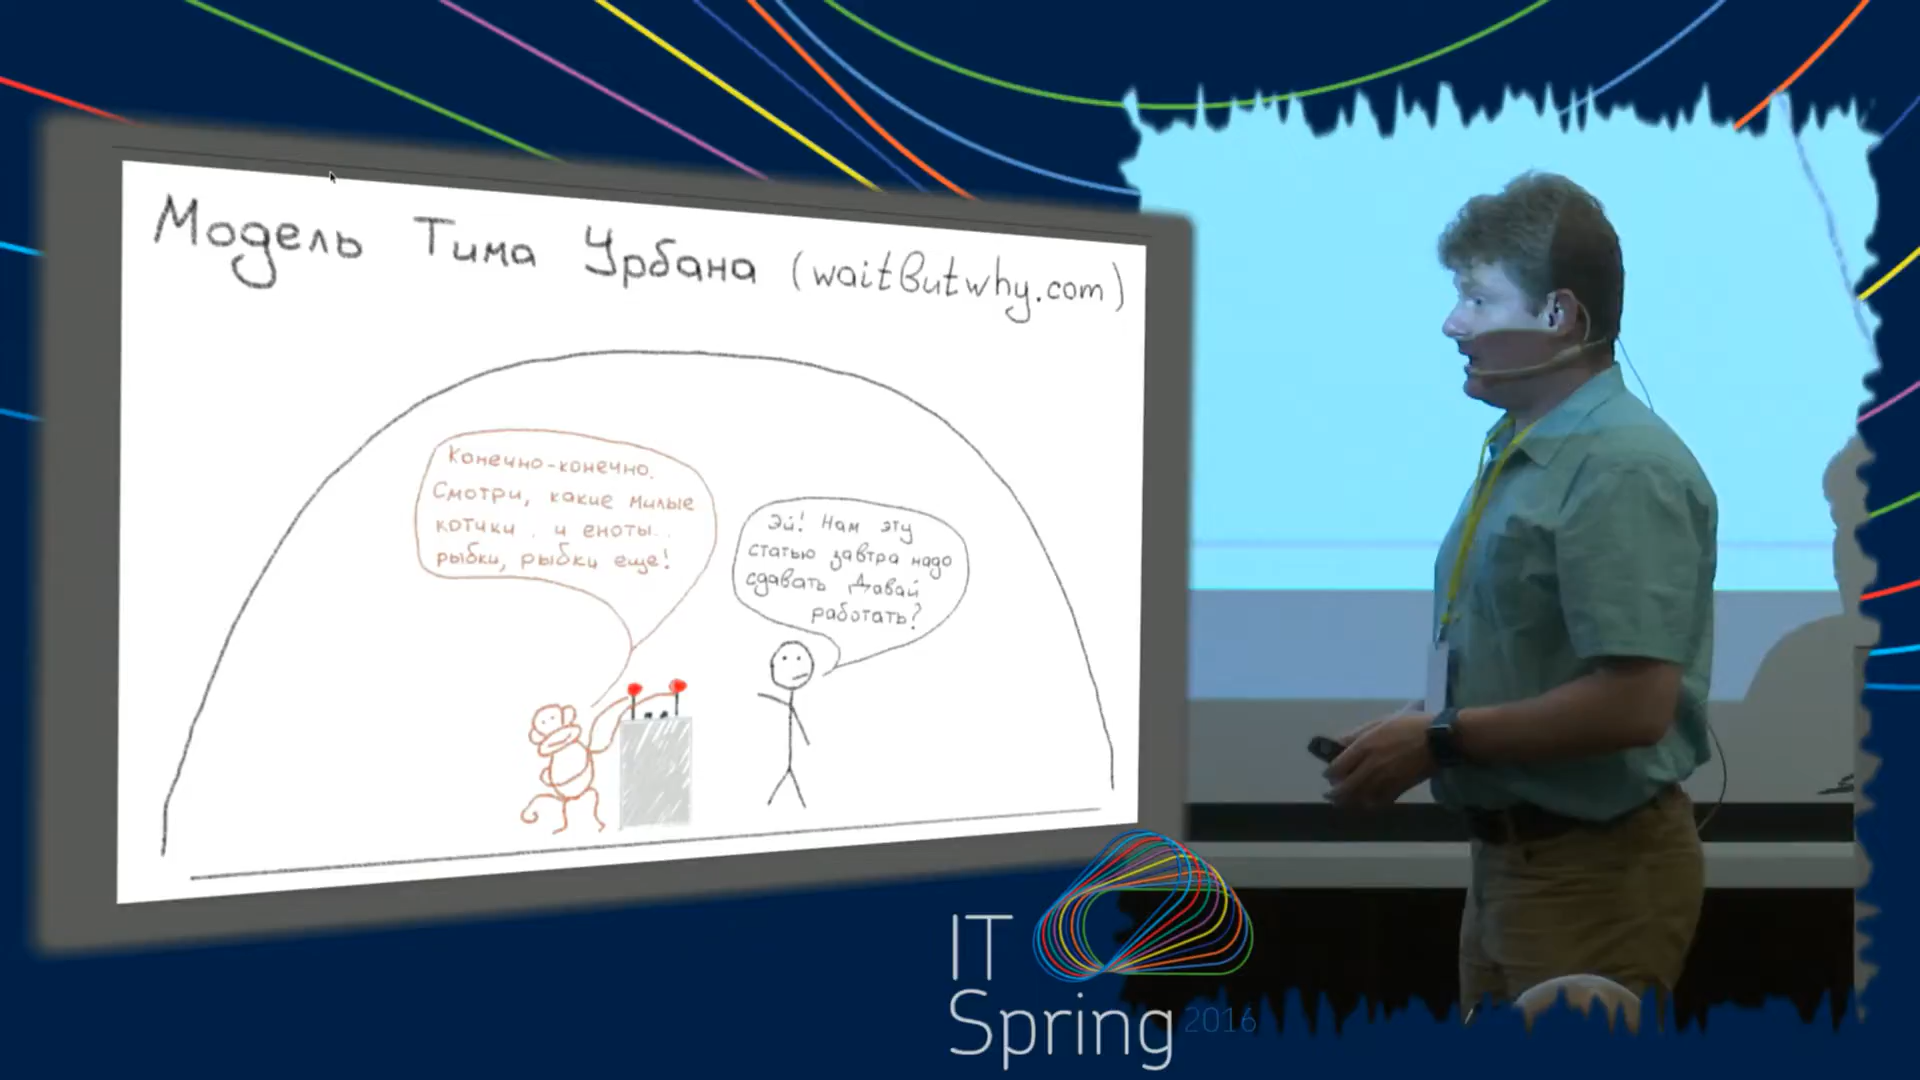 Модель Тима Урбана (waitbutwhy.com)
Конечно-конечно.
Смотри, какие милые
котики. и еноты..
рыбки, рыбки еще!
Эй! Нам эту
статью завтра надо
сдавать Давай
работать?
IT
Spring 2016